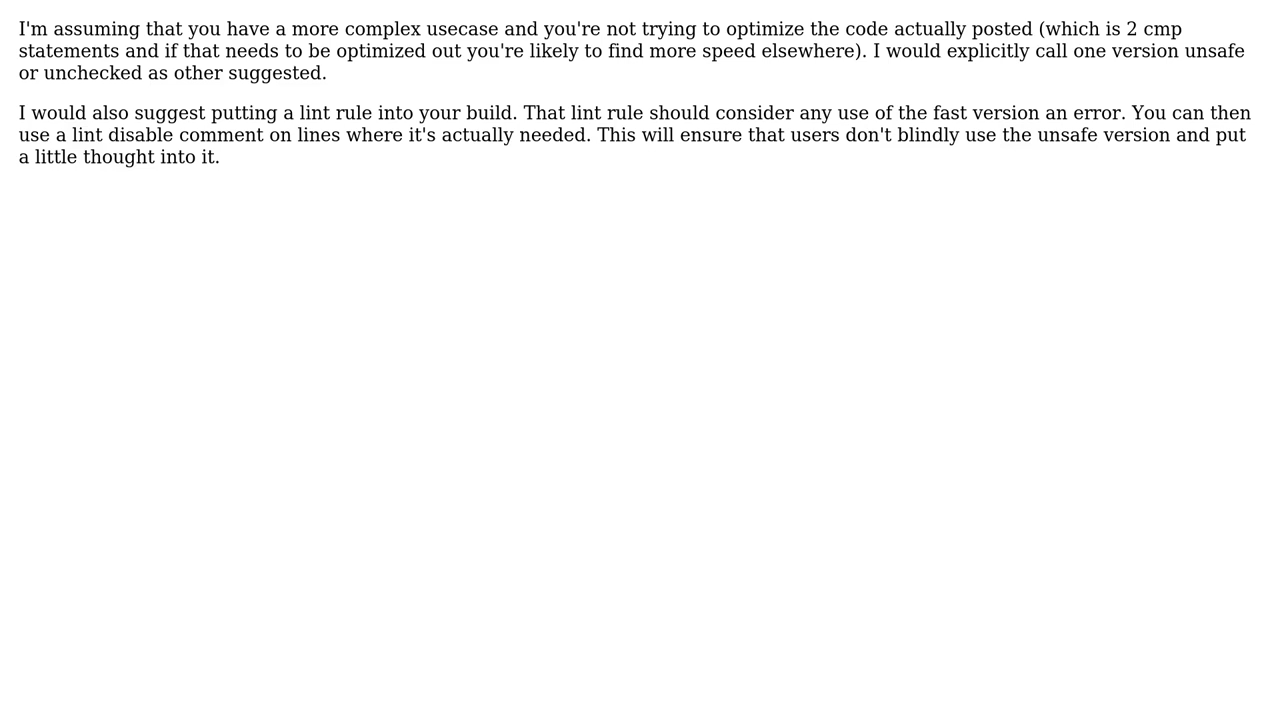 I'm assuming that you have a more complex usecase and you're not trying to optimize the code actually posted (which is 2 cmp
statements and if that needs to be optimized out you're likely to find more speed elsewhere). I would explicitly call one version unsafe
or unchecked as other suggested.
I would also suggest putting a lint rule into your build. That lint rule should consider any use of the fast version an error. You can then
use a lint disable comment on lines where it's actually needed. This will ensure that users don't blindly use the unsafe version and put
a little thought into it.